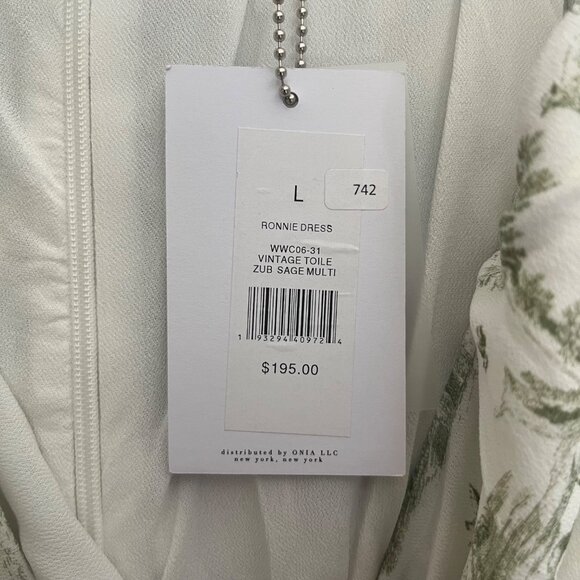 L
742
RONNIE DRESS
WWC06-31
VINTAGE TOILE
ZUB SAGE MULTI
1 93294 40972 4
$195.00
distributed by ONIA LLC
new york, new york